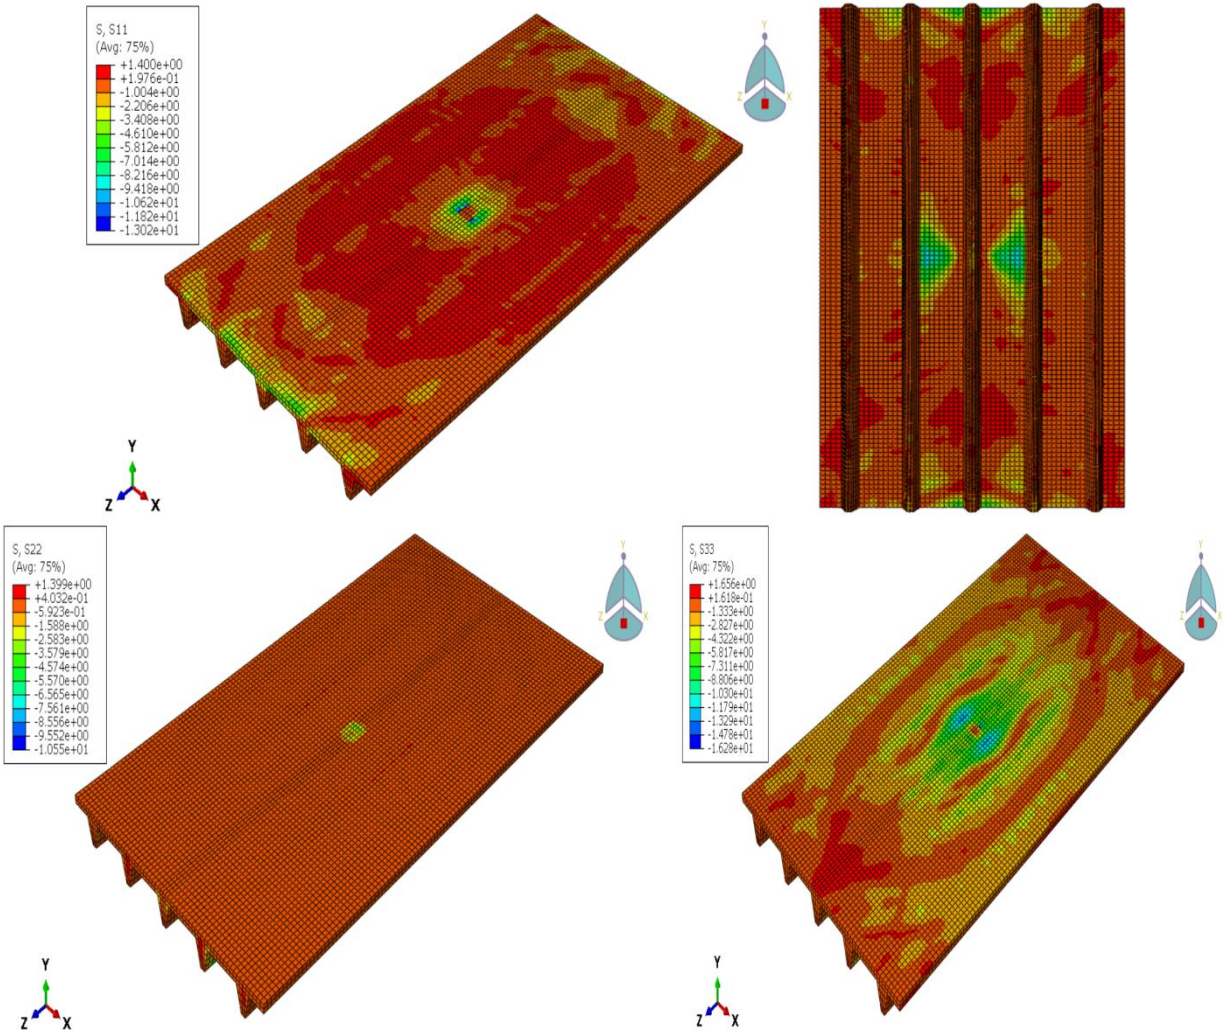 S, S11
(Avg: 75%)
+1.400e+00
+1.976e-01
-1.004e+00
-2.206e+00
-3.408e+00
-4.610e+00
-5.812e+00
-7.014e+00
-8.216e+00
-9.418e+00
-1.062e+01
-1.182e+01
-1.302e+01
Y
Z X
Y
Z X
S, S22
(Avg: 75%)
+1.399e+00
+4.032e-01
-5.923e-01
-1.588e+00
-2.583e+00
-3.579e+00
-4.574e+00
-5.570e+00
-6.565e+00
-7.561e+00
-8.556e+00
-9.552e+00
-1.055e+01
Y
Z X
Y
Z X
S, S33
(Avg: 75%)
+1.656e+00
+1.618e-01
-1.333e+00
-2.827e+00
-4.322e+00
-5.817e+00
-7.311e+00
-8.806e+00
-1.030e+01
-1.179e+01
-1.329e+01
-1.478e+01
-1.628e+01
Y
Z X
Y
Z X